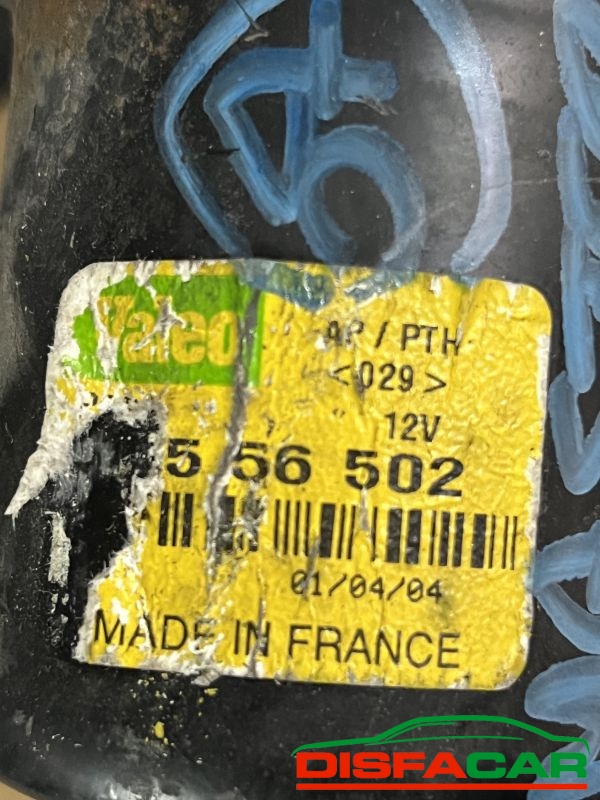 Valeo
AP / PTH
<029>
12V
5 56 502
01/04/04
MADE IN FRANCE
DISFACAR